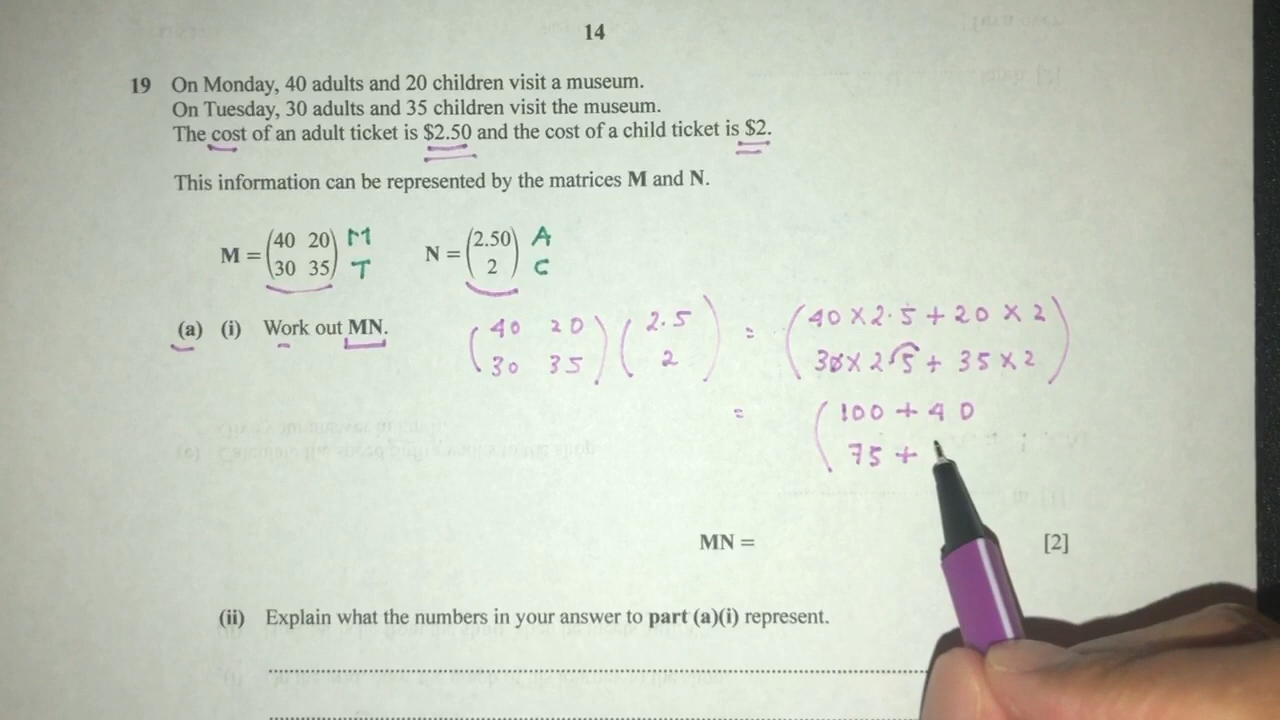 14
19 On Monday, 40 adults and 20 children visit a museum.
On Tuesday, 30 adults and 35 children visit the museum.
The cost of an adult ticket is $2.50 and the cost of a child ticket is $2.
This information can be represented by the matrices M and N.
M = (40 20) M N = (2.50) A
(30 35) T (2) C
(a) (i) Work out MN.
(40 20) (2.5) = (40 × 2.5 + 20 × 2)
(30 35) (2) (30 × 2.5 + 35 × 2)
= (100 + 40
(75 +
MN = [2]
(ii) Explain what the numbers in your answer to part (a)(i) represent.